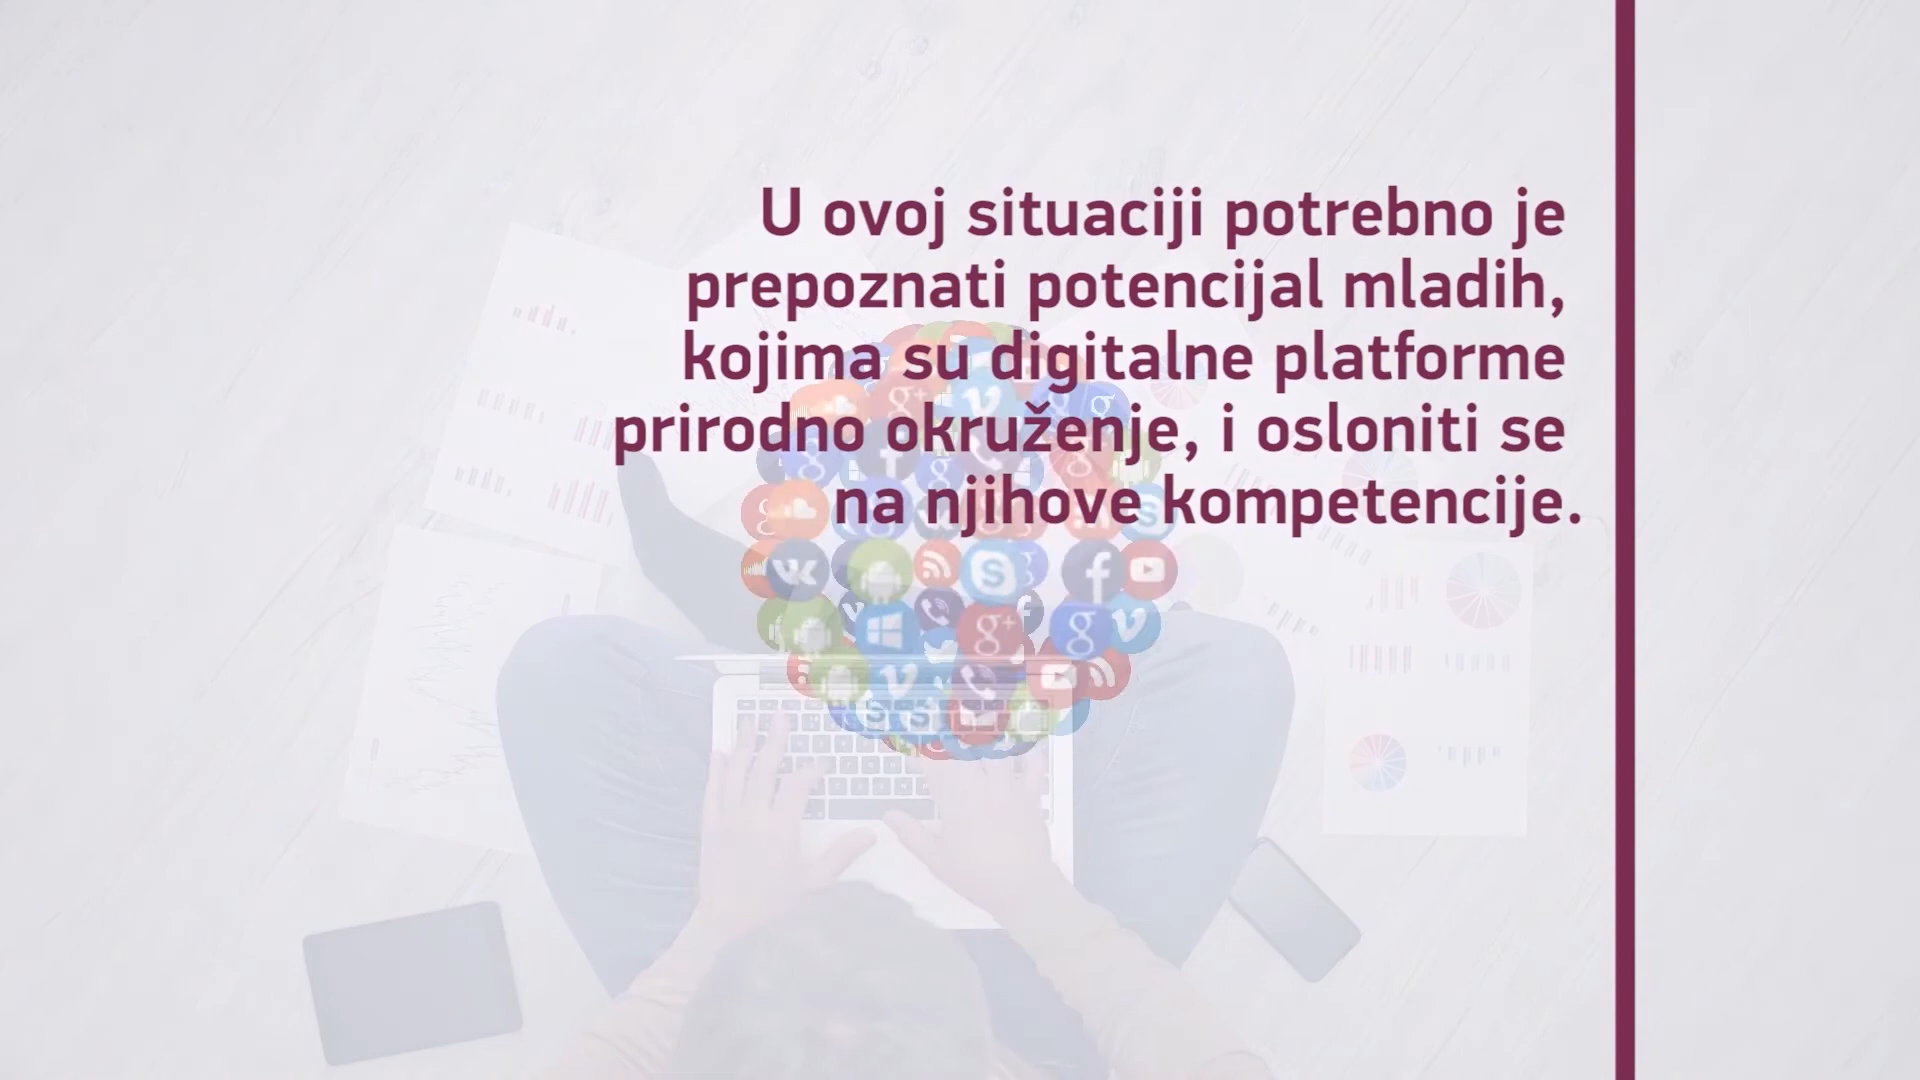 U ovoj situaciji potrebno je
prepoznati potencijal mladih,
kojima su digitalne platforme
prirodno okruženje, i osloniti se
na njihove kompetencije.